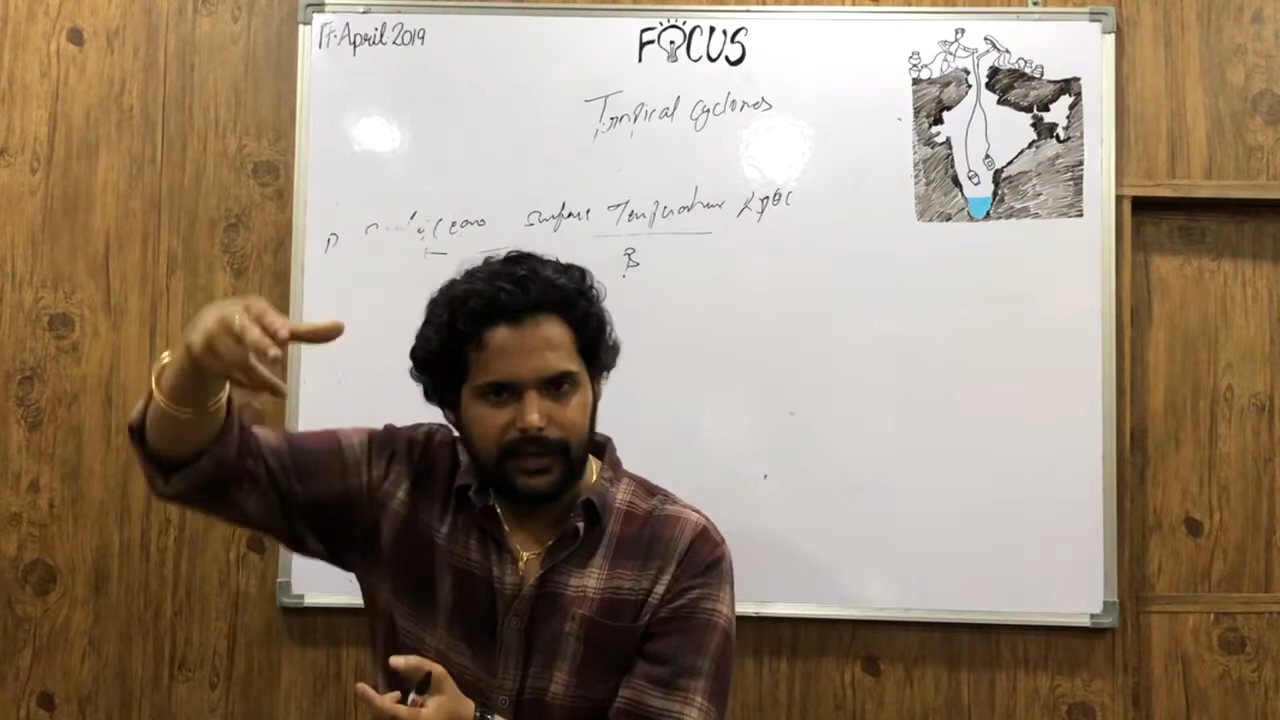 17-April-2019
FOCUS
Tropical cyclones
surface Temperature
B